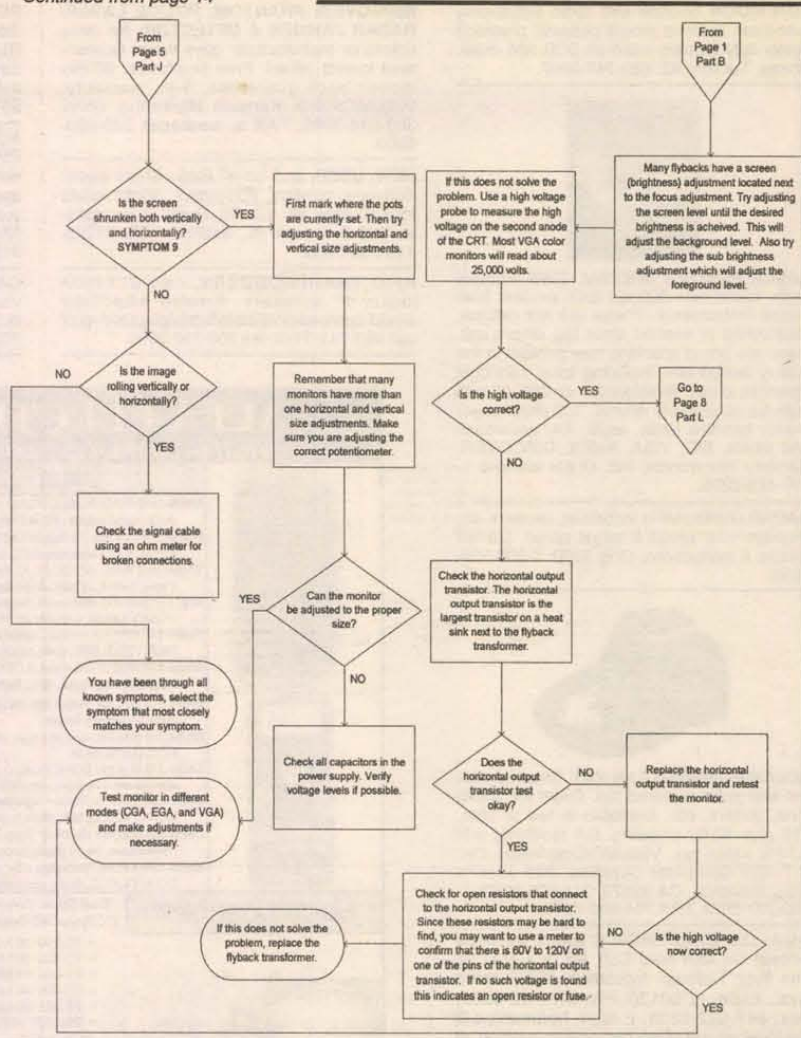 Continued from page 14
From
Page 5
Part J
From
Page 1
Part B
Is the screen
shrunken both vertically
and horizontally?
SYMPTOM 9
YES
First mark where the pots
are currently set. Then try
adjusting the horizontal and
vertical size adjustments.
If this does not solve the
problem. Use a high voltage
probe to measure the high
voltage on the second anode
of the CRT. Most VGA color
monitors will read about
25,000 volts.
Many flybacks have a screen
(brightness) adjustment located next
to the focus adjustment. Try adjusting
the screen level until the desired
brightness is acheived. This will
adjust the background level. Also try
adjusting the sub brightness
adjustment which will adjust the
foreground level.
NO
NO
Is the image
rolling vertically or
horizontally?
YES
Remember that many
monitors have more than
one horizontal and vertical
size adjustments. Make
sure you are adjusting the
correct potentiometer.
Is the high voltage
correct?
YES
Go to
Page 8
Part L
NO
Check the signal cable
using an ohm meter for
broken connections.
YES
Can the monitor
be adjusted to the proper
size?
NO
Check the horizontal output
transistor. The horizontal
output transistor is the
largest transistor on a heat
sink next to the flyback
transformer.
You have been through all
known symptoms, select the
symptom that most closely
matches your symptom.
Check all capacitors in the
power supply. Verify
voltage levels if possible.
Does the
horizontal output
transistor test
okay?
NO
Replace the horizontal
output transistor and retest
the monitor.
Test monitor in different
modes (CGA, EGA, and VGA)
and make adjustments if
necessary.
YES
If this does not solve the
problem, replace the
flyback transformer.
Check for open resistors that connect
to the horizontal output transistor.
Since these resistors may be hard to
find, you may want to use a meter to
confirm that there is 60V to 120V on
one of the pins of the horizontal output
transistor. If no such voltage is found
this indicates an open resistor or fuse.
NO
Is the high voltage
now correct?
YES